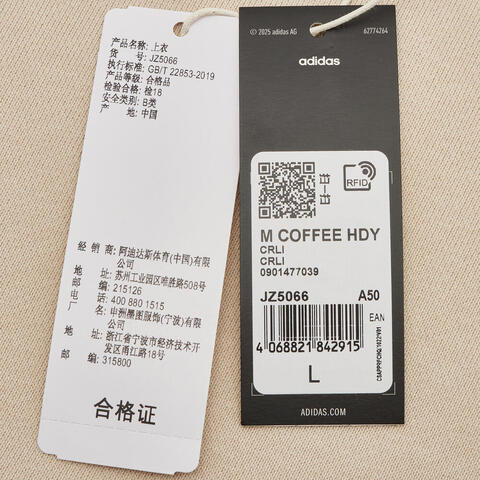 产品名称: 上衣
货 号: JZ5066
执行标准: GB/T 22853-2019
产品等级: 合格品
检验合格: 检18
安全类别: B类
产 地: 中国
经 销 商: 阿迪达斯体育(中国)有限公司
地 址: 苏州工业园区唯胜路508号
邮 编: 215126
电 话: 400 880 1515
厂 名: 申洲墨图服饰(宁波)有限公司
地 址: 浙江省宁波市经济技术开发区甬江路18号
邮 编: 315800
合格证
© 2025 adidas AG
62774264
adidas
RFID
M COFFEE HDY
CRLI
CRLI
0901477039
JZ5066 A50
EAN
4 068821 842915
L
ADIDAS.COM